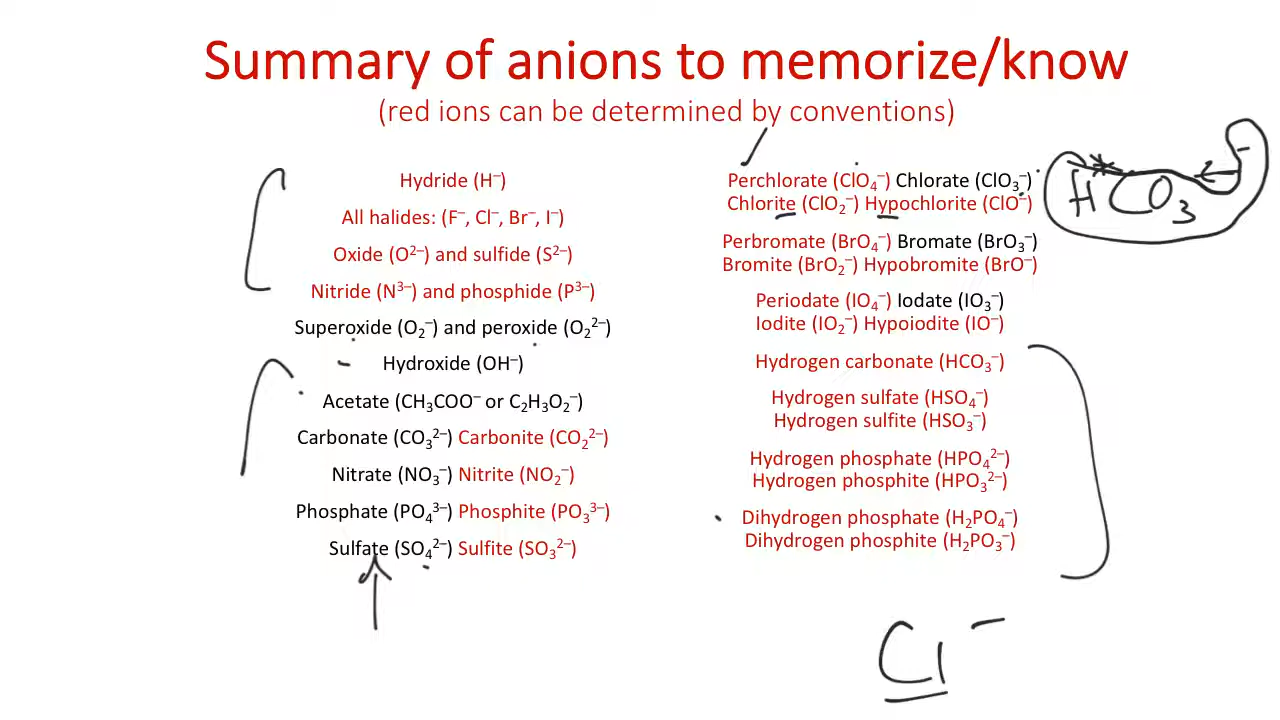 Summary of anions to memorize/know
(red ions can be determined by conventions)
Hydride (H⁻)
All halides: (F⁻, Cl⁻, Br⁻, I⁻)
Oxide (O²⁻) and sulfide (S²⁻)
Nitride (N³⁻) and phosphide (P³⁻)
Superoxide (O₂⁻) and peroxide (O₂²⁻)
Hydroxide (OH⁻)
Acetate (CH₃COO⁻ or C₂H₃O₂⁻)
Carbonate (CO₃²⁻) Carbonite (CO₂²⁻)
Nitrate (NO₃⁻) Nitrite (NO₂⁻)
Phosphate (PO₄³⁻) Phosphite (PO₃³⁻)
Sulfate (SO₄²⁻) Sulfite (SO₃²⁻)
Perchlorate (ClO₄⁻) Chlorate (ClO₃⁻)
Chlorite (ClO₂⁻) Hypochlorite (ClO⁻)
Perbromate (BrO₄⁻) Bromate (BrO₃⁻)
Bromite (BrO₂⁻) Hypobromite (BrO⁻)
Periodate (IO₄⁻) Iodate (IO₃⁻)
Iodite (IO₂⁻) Hypoiodite (IO⁻)
Hydrogen carbonate (HCO₃⁻)
Hydrogen sulfate (HSO₄⁻)
Hydrogen sulfite (HSO₃⁻)
Hydrogen phosphate (HPO₄²⁻)
Hydrogen phosphite (HPO₃²⁻)
Dihydrogen phosphate (H₂PO₄⁻)
Dihydrogen phosphite (H₂PO₃⁻)
HCO₃⁻
Cl⁻